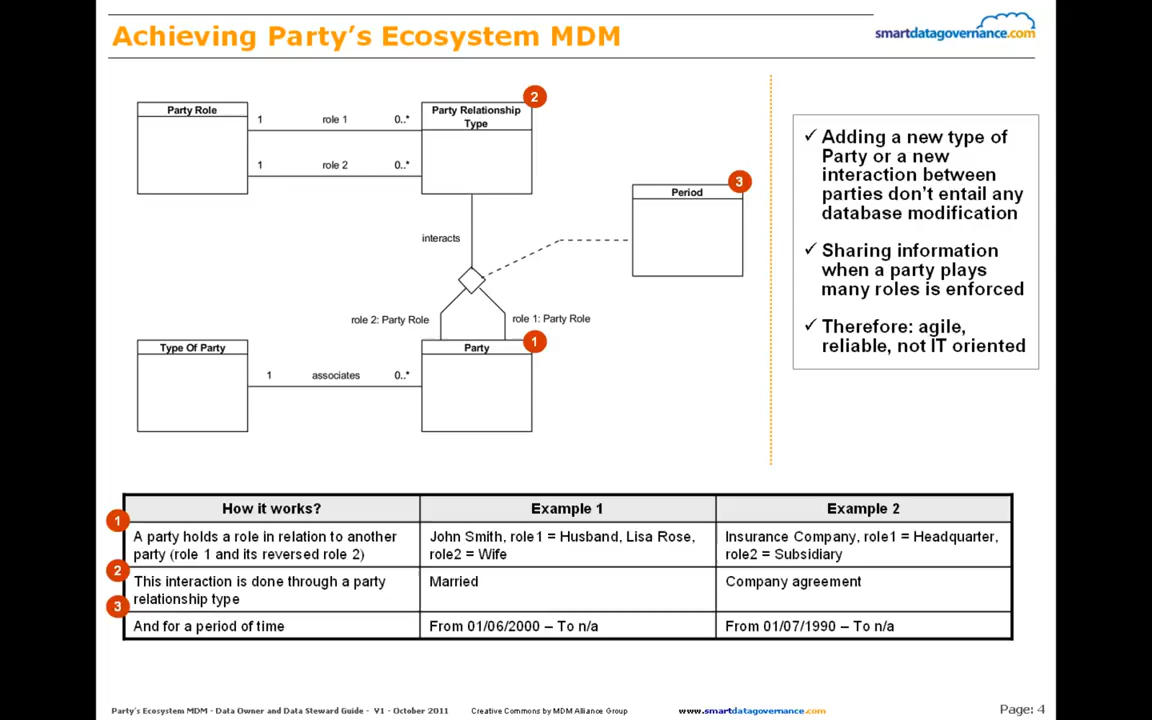 Achieving Party's Ecosystem MDM
smartdatagovernance.com
Party Role
1 role 1 0..*
1 role 2 0..*
Party Relationship
Type
2
Period
3
interacts
role 2: Party Role
role 1: Party Role
Type Of Party
1 associates 0..*
Party
1
✓ Adding a new type of
Party or a new
interaction between
parties don't entail any
database modification
✓ Sharing information
when a party plays
many roles is enforced
✓ Therefore: agile,
reliable, not IT oriented
How it works? Example 1 Example 2
1
A party holds a role in relation to another
party (role 1 and its reversed role 2)
John Smith, role1 = Husband, Lisa Rose,
role2 = Wife
Insurance Company, role1 = Headquarter,
role2 = Subsidiary
2
This interaction is done through a party
relationship type
Married
Company agreement
3
And for a period of time
From 01/06/2000 – To n/a
From 01/07/1990 – To n/a
Party's Ecosystem MDM - Data Owner and Data Steward Guide - V1 - October 2011 Creative Commons by MDM Alliance Group www.smartdatagovernance.com Page: 4